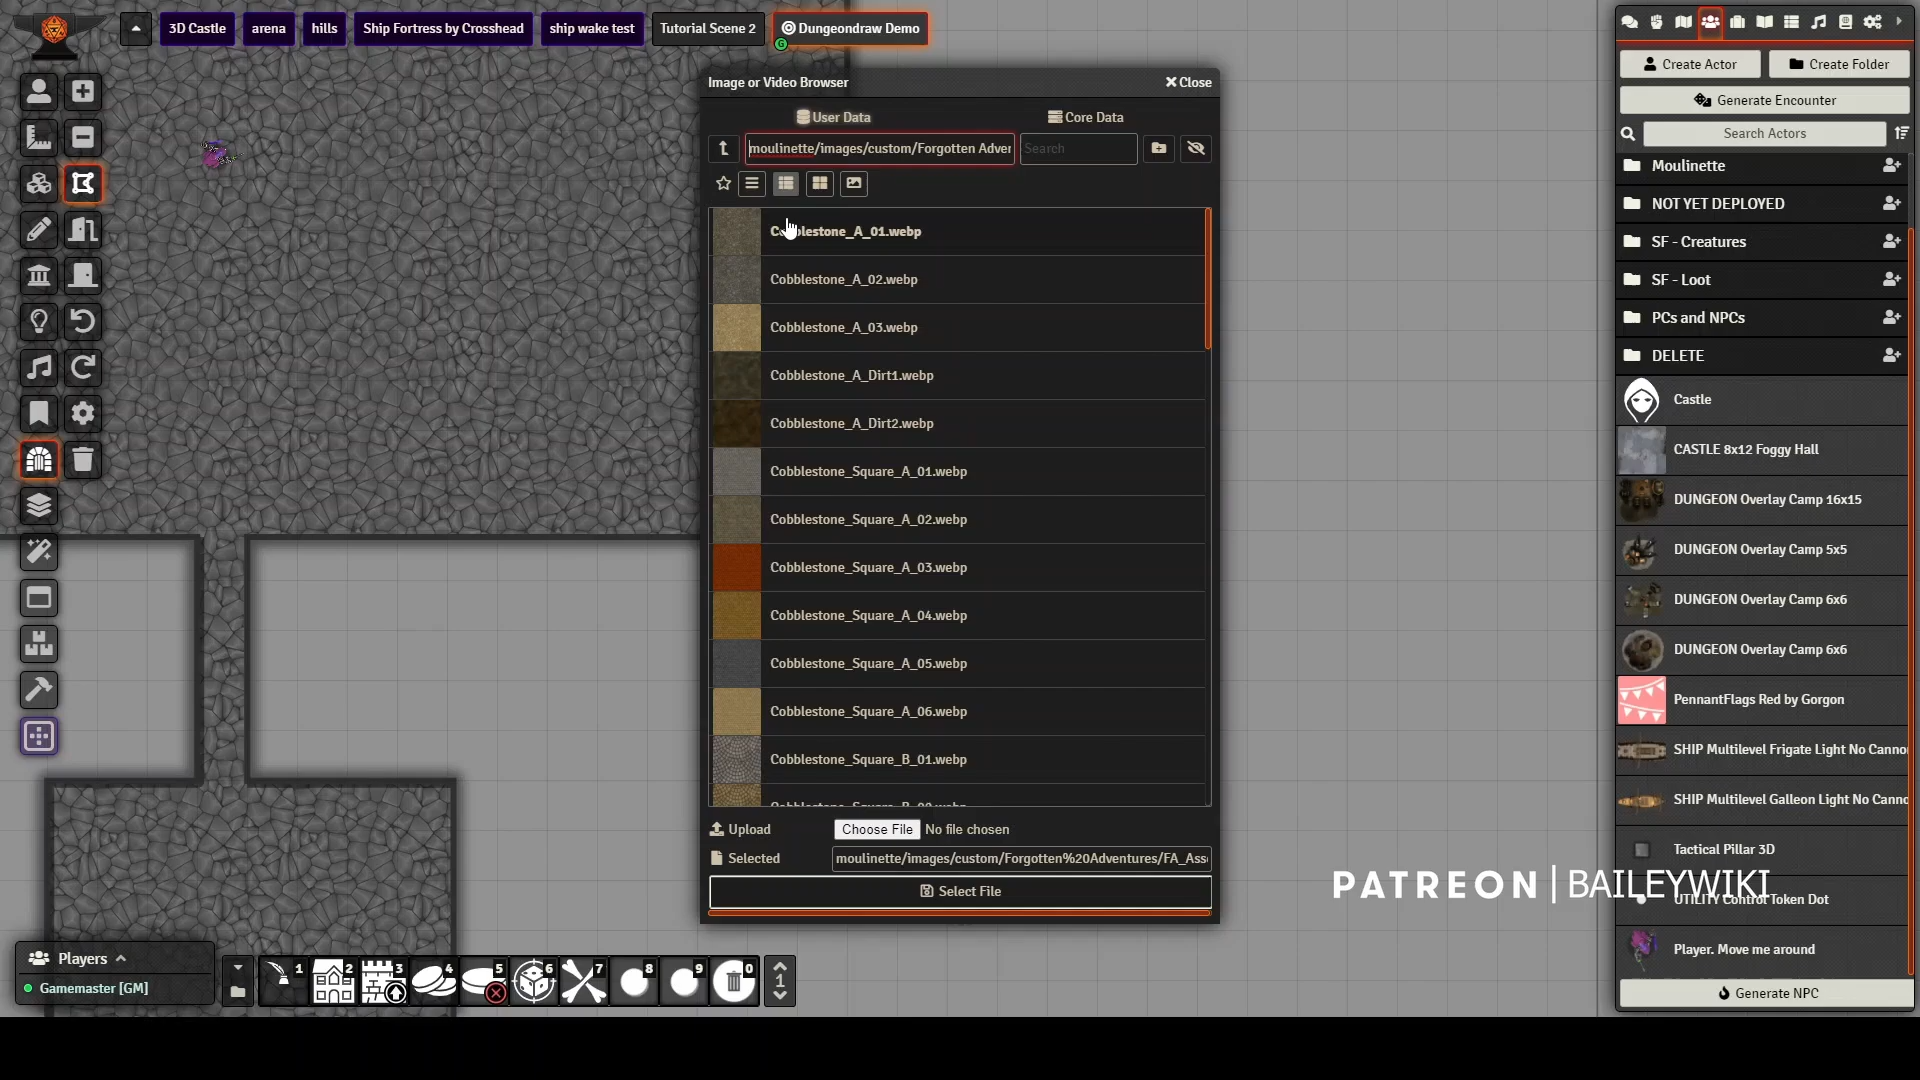 3D Castle
arena
hills
Ship Fortress by Crosshead
ship wake test
Tutorial Scene 2
Dungeondraw Demo
G
Image or Video Browser
Close
User Data
Core Data
moulinette/images/custom/Forgotten Adver
Search
Cobblestone_A_01.webp
Cobblestone_A_02.webp
Cobblestone_A_03.webp
Cobblestone_A_Dirt1.webp
Cobblestone_A_Dirt2.webp
Cobblestone_Square_A_01.webp
Cobblestone_Square_A_02.webp
Cobblestone_Square_A_03.webp
Cobblestone_Square_A_04.webp
Cobblestone_Square_A_05.webp
Cobblestone_Square_A_06.webp
Cobblestone_Square_B_01.webp
Upload
Choose File No file chosen
Selected
moulinette/images/custom/Forgotten%20Adventures/FA_Ass
Select File
Create Actor
Create Folder
Generate Encounter
Search Actors
Moulinette
NOT YET DEPLOYED
SF - Creatures
SF - Loot
PCs and NPCs
DELETE
Castle
CASTLE 8x12 Foggy Hall
DUNGEON Overlay Camp 16x15
DUNGEON Overlay Camp 5x5
DUNGEON Overlay Camp 6x6
DUNGEON Overlay Camp 6x6
PennantFlags Red by Gorgon
SHIP Multilevel Frigate Light No Canno
SHIP Multilevel Galleon Light No Canno
Tactical Pillar 3D
UTILITY Control Token Dot
Player. Move me around
Generate NPC
PATREON | BAILEYWIKI
Players
Gamemaster [GM]
1 2 3 4 5 6 7 8 9 0
1